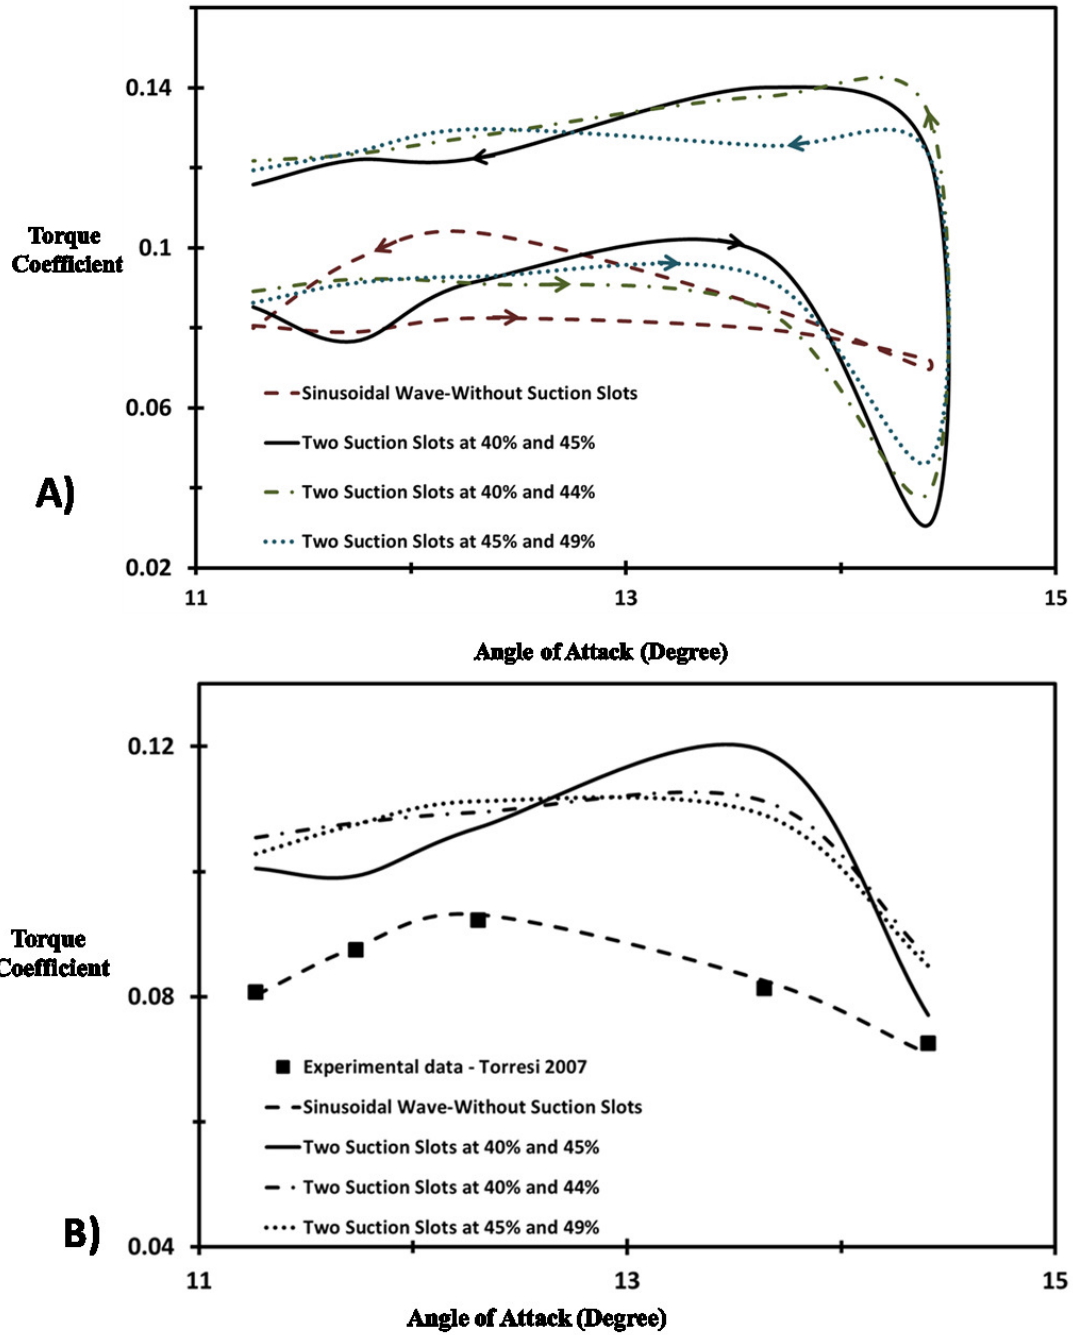 0.14
Torque
Coefficient
0.1
Sinusoidal Wave-Without Suction Slots
0.06
Two Suction Slots at 40% and 45%
A)
Two Suction Slots at 40% and 44%
Two Suction Slots at 45% and 49%
0.02
11
13
15
Angle of Attack (Degree)
0.12
Torque
Coefficient
0.08
Experimental data - Torresi 2007
Sinusoidal Wave-Without Suction Slots
Two Suction Slots at 40% and 45%
Two Suction Slots at 40% and 44%
B)
Two Suction Slots at 45% and 49%
0.04
11
13
15
Angle of Attack (Degree)